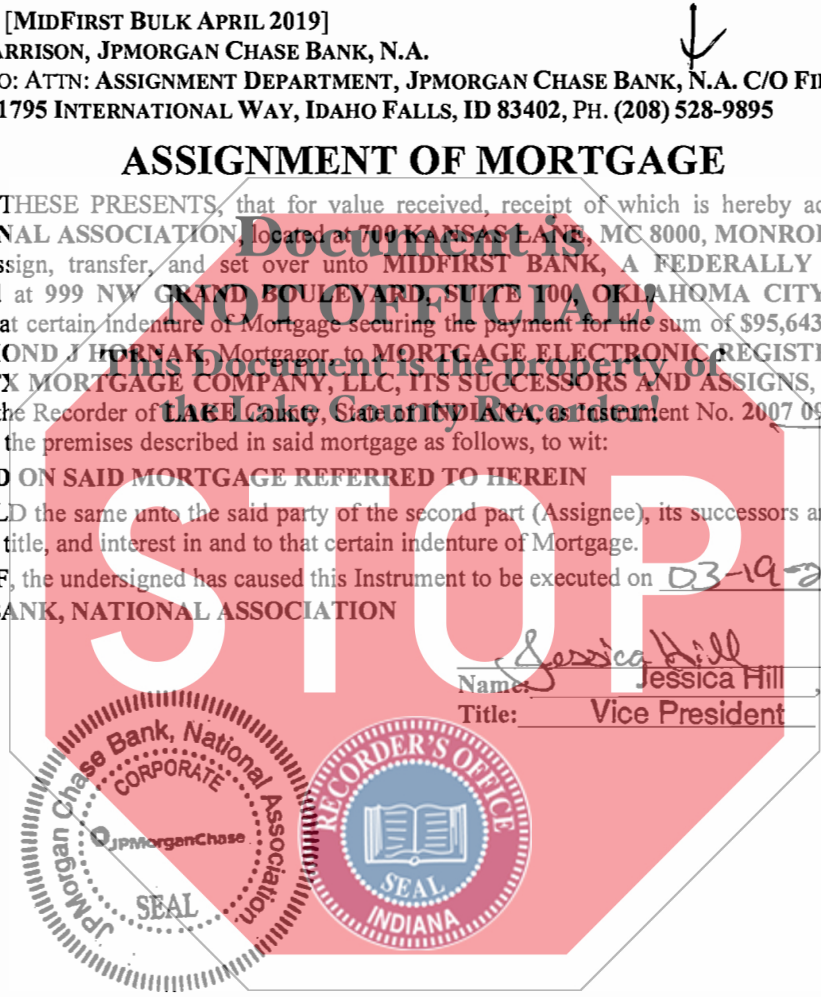 [MIDFIRST BULK APRIL 2019]
ARRISON, JPMORGAN CHASE BANK, N.A.
O: ATTN: ASSIGNMENT DEPARTMENT, JPMORGAN CHASE BANK, N.A. C/O FI
1795 INTERNATIONAL WAY, IDAHO FALLS, ID 83402, PH. (208) 528-9895
ASSIGNMENT OF MORTGAGE
THESE PRESENTS, that for value received, receipt of which is hereby ac
NAL ASSOCIATION, located at 700 KANSAS LANE, MC 8000, MONRO
Document is
ssign, transfer, and set over unto MIDFIRST BANK, A FEDERALLY
at 999 NW GRAND BOULEVARD, SUITE 100, OKLAHOMA CITY
NOT OFFICIAL!
at certain indenture of Mortgage securing the payment for the sum of $95,643
OND J HORNAK, Mortgagor, to MORTGAGE ELECTRONIC REGISTI
This Document is the property of
X MORTGAGE COMPANY, LLC, ITS SUCCESSORS AND ASSIGNS,
he Recorder of LAKE County, State of INDIANA, as Instrument No. 2007 09
the Lake County Recorder!
the premises described in said mortgage as follows, to wit:
D ON SAID MORTGAGE REFERRED TO HEREIN
LD the same unto the said party of the second part (Assignee), its successors a
title, and interest in and to that certain indenture of Mortgage.
F, the undersigned has caused this Instrument to be executed on 03-19-2
BANK, NATIONAL ASSOCIATION
STOP
Jessica Hill
Name: Jessica Hill,
Title: Vice President
JPMorgan Chase Bank, National Association
CORPORATE
JPMorganChase
SEAL
RECORDER'S OFFICE
SEAL
INDIANA